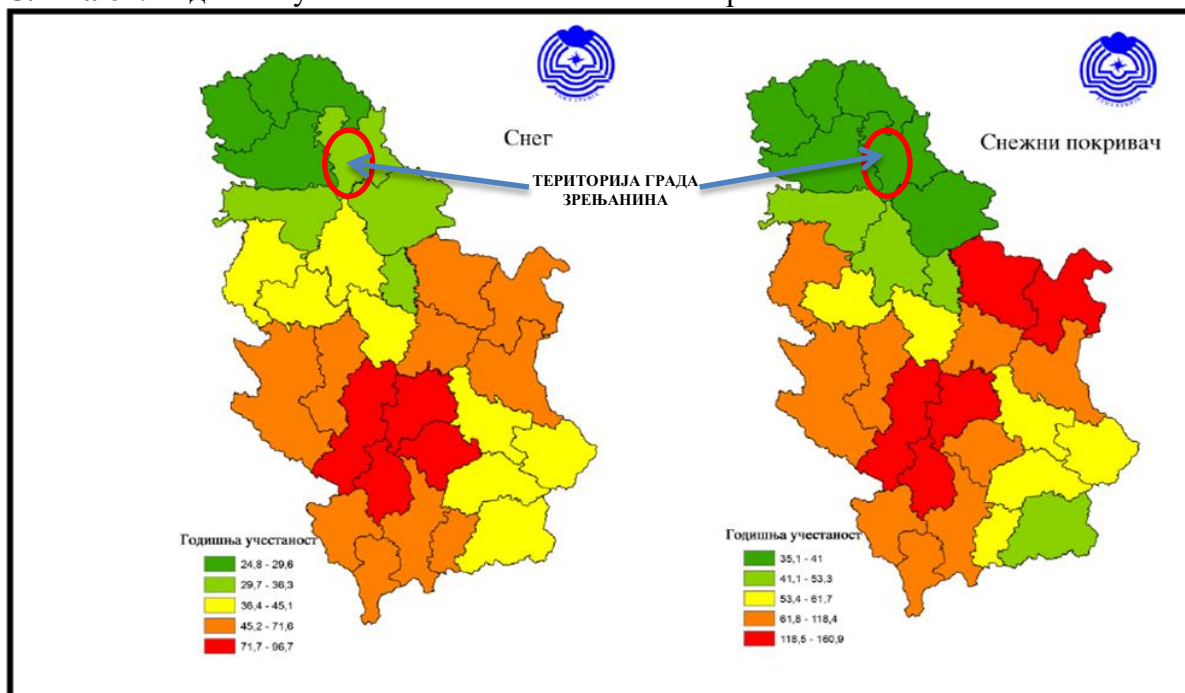 Снег
Снежни покривач
ТЕРИТОРИЈА ГРАДА
ЗРЕЊАНИНА
Годишња учесталост
24,8 - 29,6
29,7 - 36,3
36,4 - 45,1
45,2 - 71,6
71,7 - 96,7
Годишња учесталост
35,1 - 41
41,1 - 53,3
53,4 - 61,7
61,8 - 118,4
118,5 - 160,9